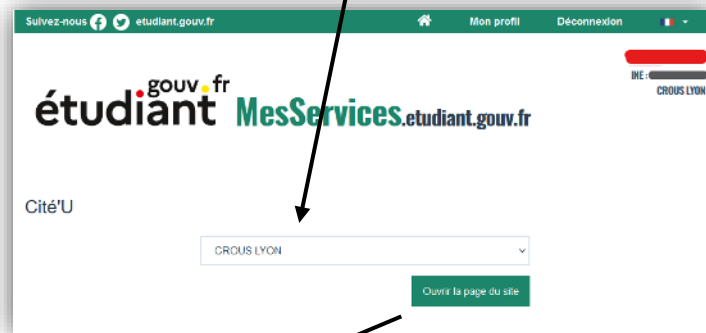 Suivez-nous etudiant.gouv.fr Mon profil Déconnexion
INE :
CROUS LYON
gouv.fr
étudiant MesServices.etudiant.gouv.fr
Cité'U
CROUS LYON
Ouvrir la page du site